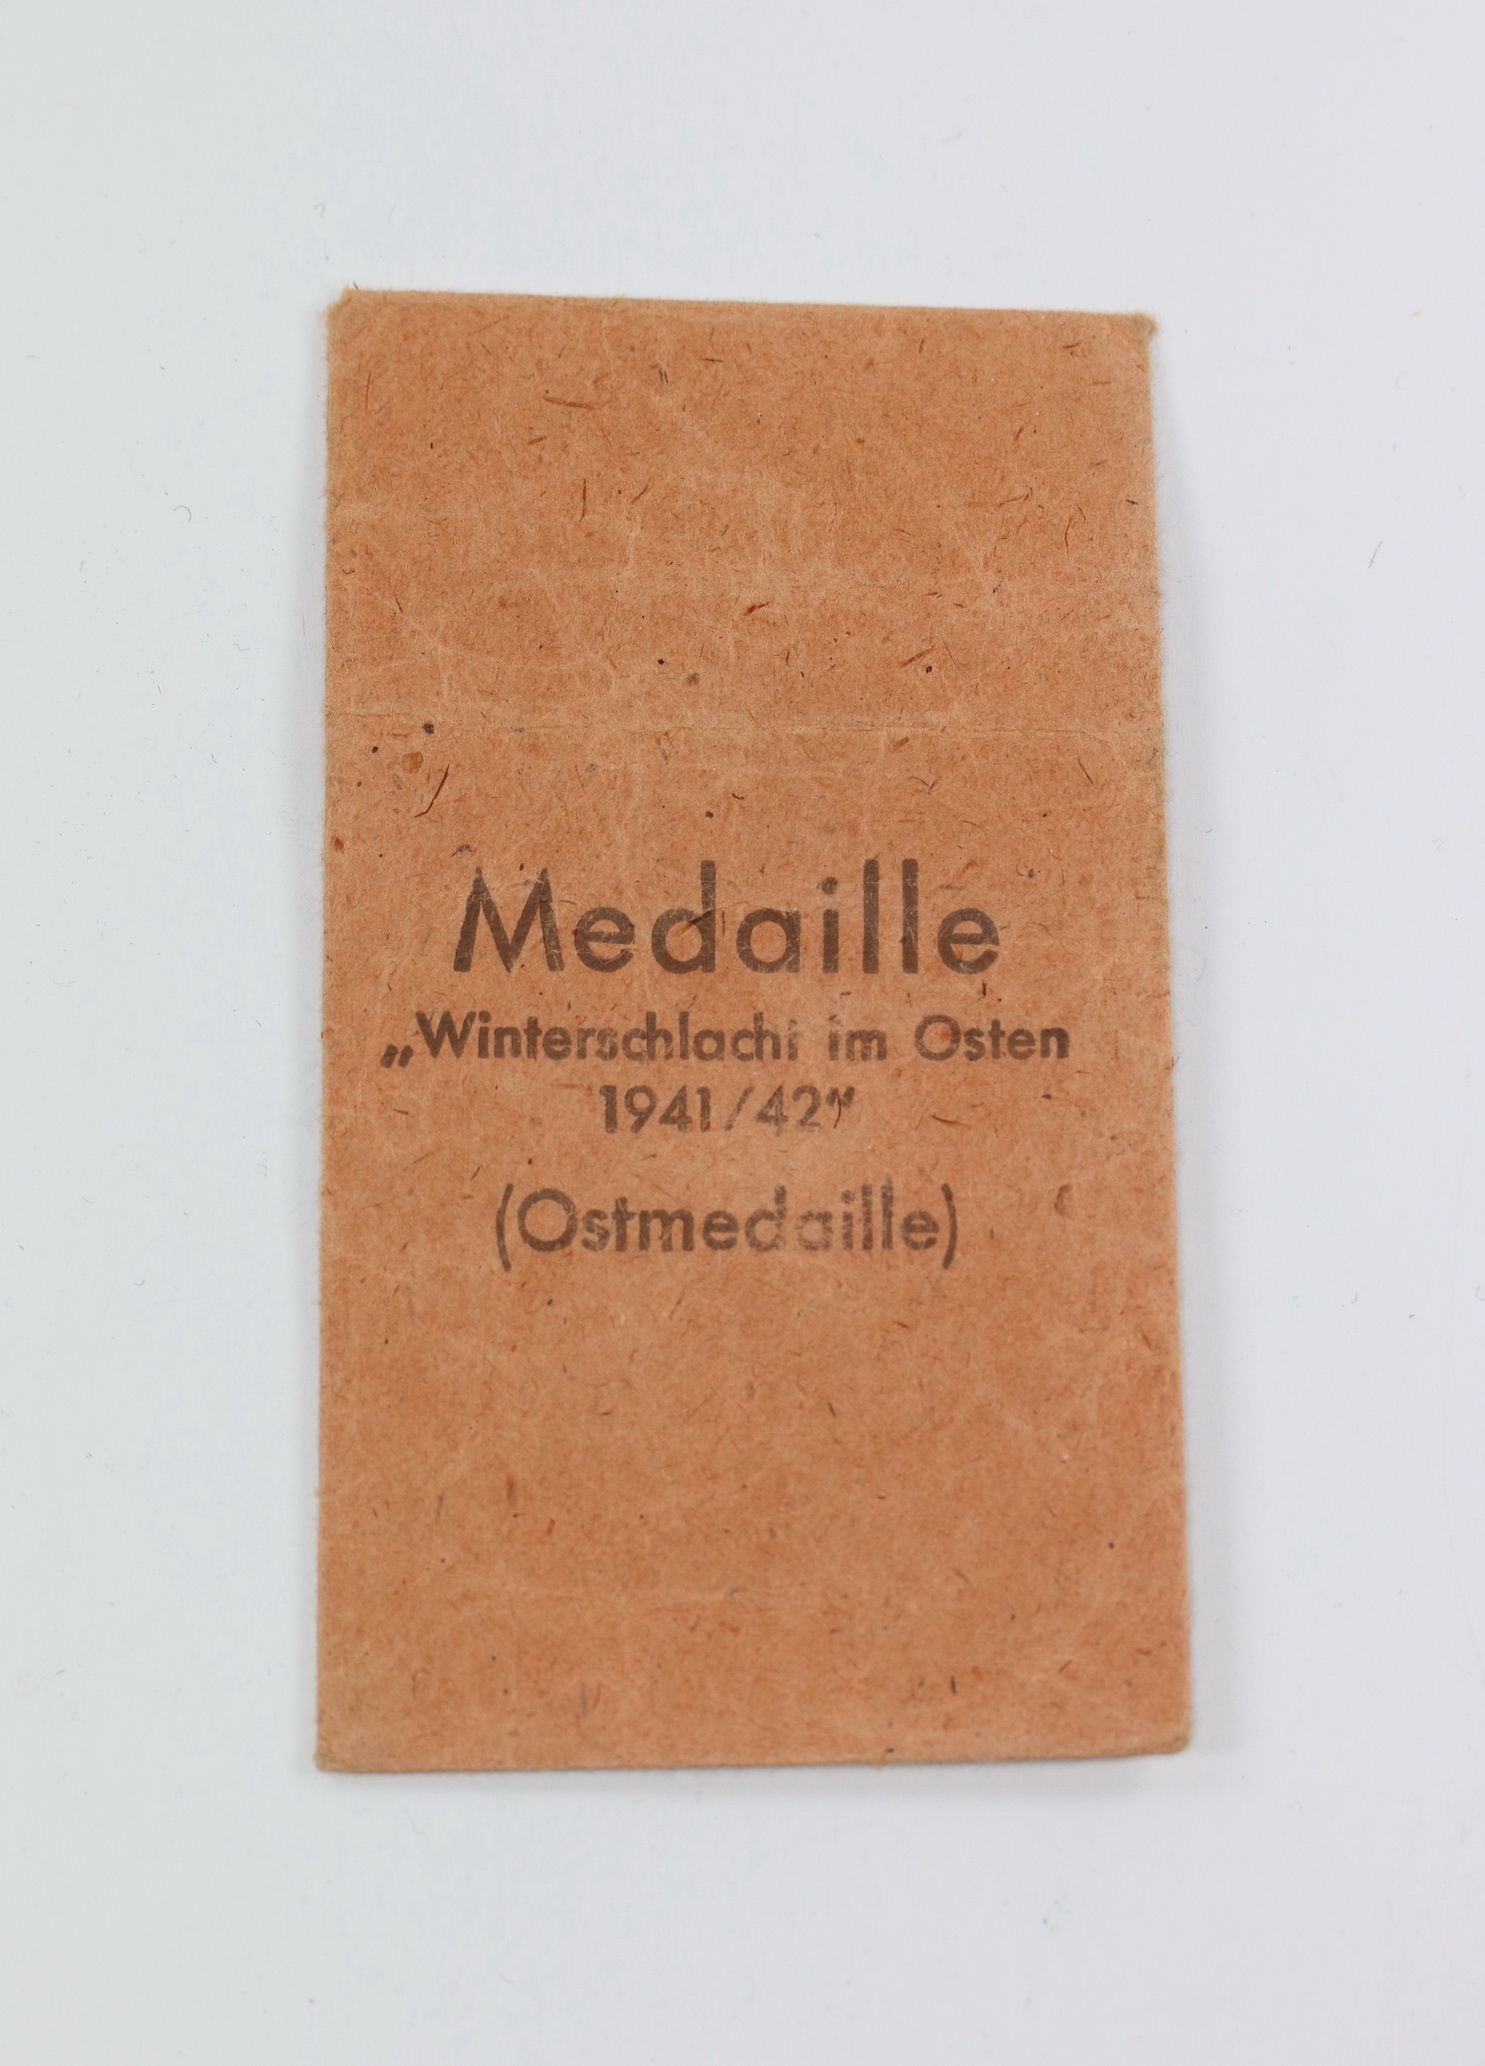 Medaille
„Winterschlacht im Osten
1941/42“
(Ostmedaille)